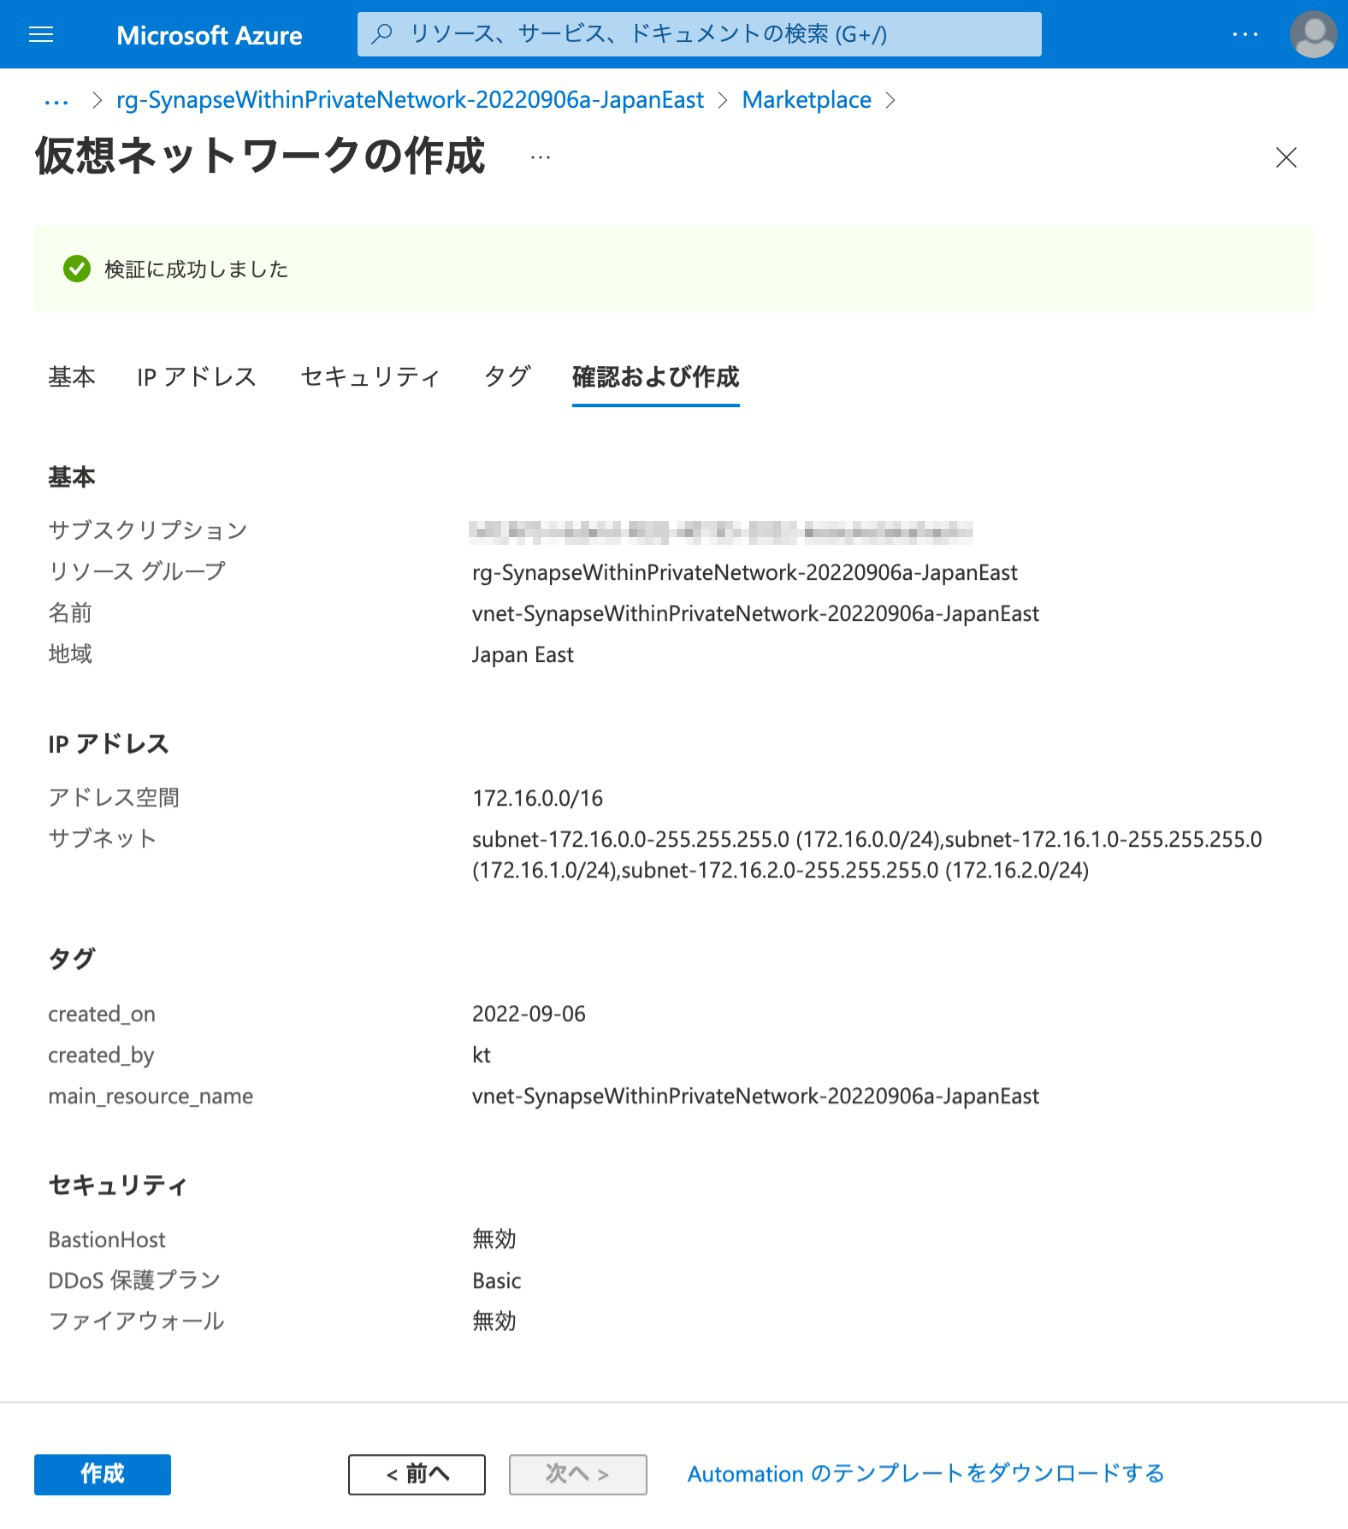 Microsoft Azure
リソース、サービス、ドキュメントの検索 (G+/)
...
... > rg-SynapseWithinPrivateNetwork-20220906a-JapanEast > Marketplace >
仮想ネットワークの作成 ...
検証に成功しました
基本 IP アドレス セキュリティ タグ 確認および作成
基本
サブスクリプション
リソース グループ rg-SynapseWithinPrivateNetwork-20220906a-JapanEast
名前 vnet-SynapseWithinPrivateNetwork-20220906a-JapanEast
地域 Japan East
IP アドレス
アドレス空間 172.16.0.0/16
サブネット subnet-172.16.0.0-255.255.255.0 (172.16.0.0/24),subnet-172.16.1.0-255.255.255.0
(172.16.1.0/24),subnet-172.16.2.0-255.255.255.0 (172.16.2.0/24)
タグ
created_on 2022-09-06
created_by kt
main_resource_name vnet-SynapseWithinPrivateNetwork-20220906a-JapanEast
セキュリティ
BastionHost 無効
DDoS 保護プラン Basic
ファイアウォール 無効
作成 < 前へ 次へ > Automation のテンプレートをダウンロードする